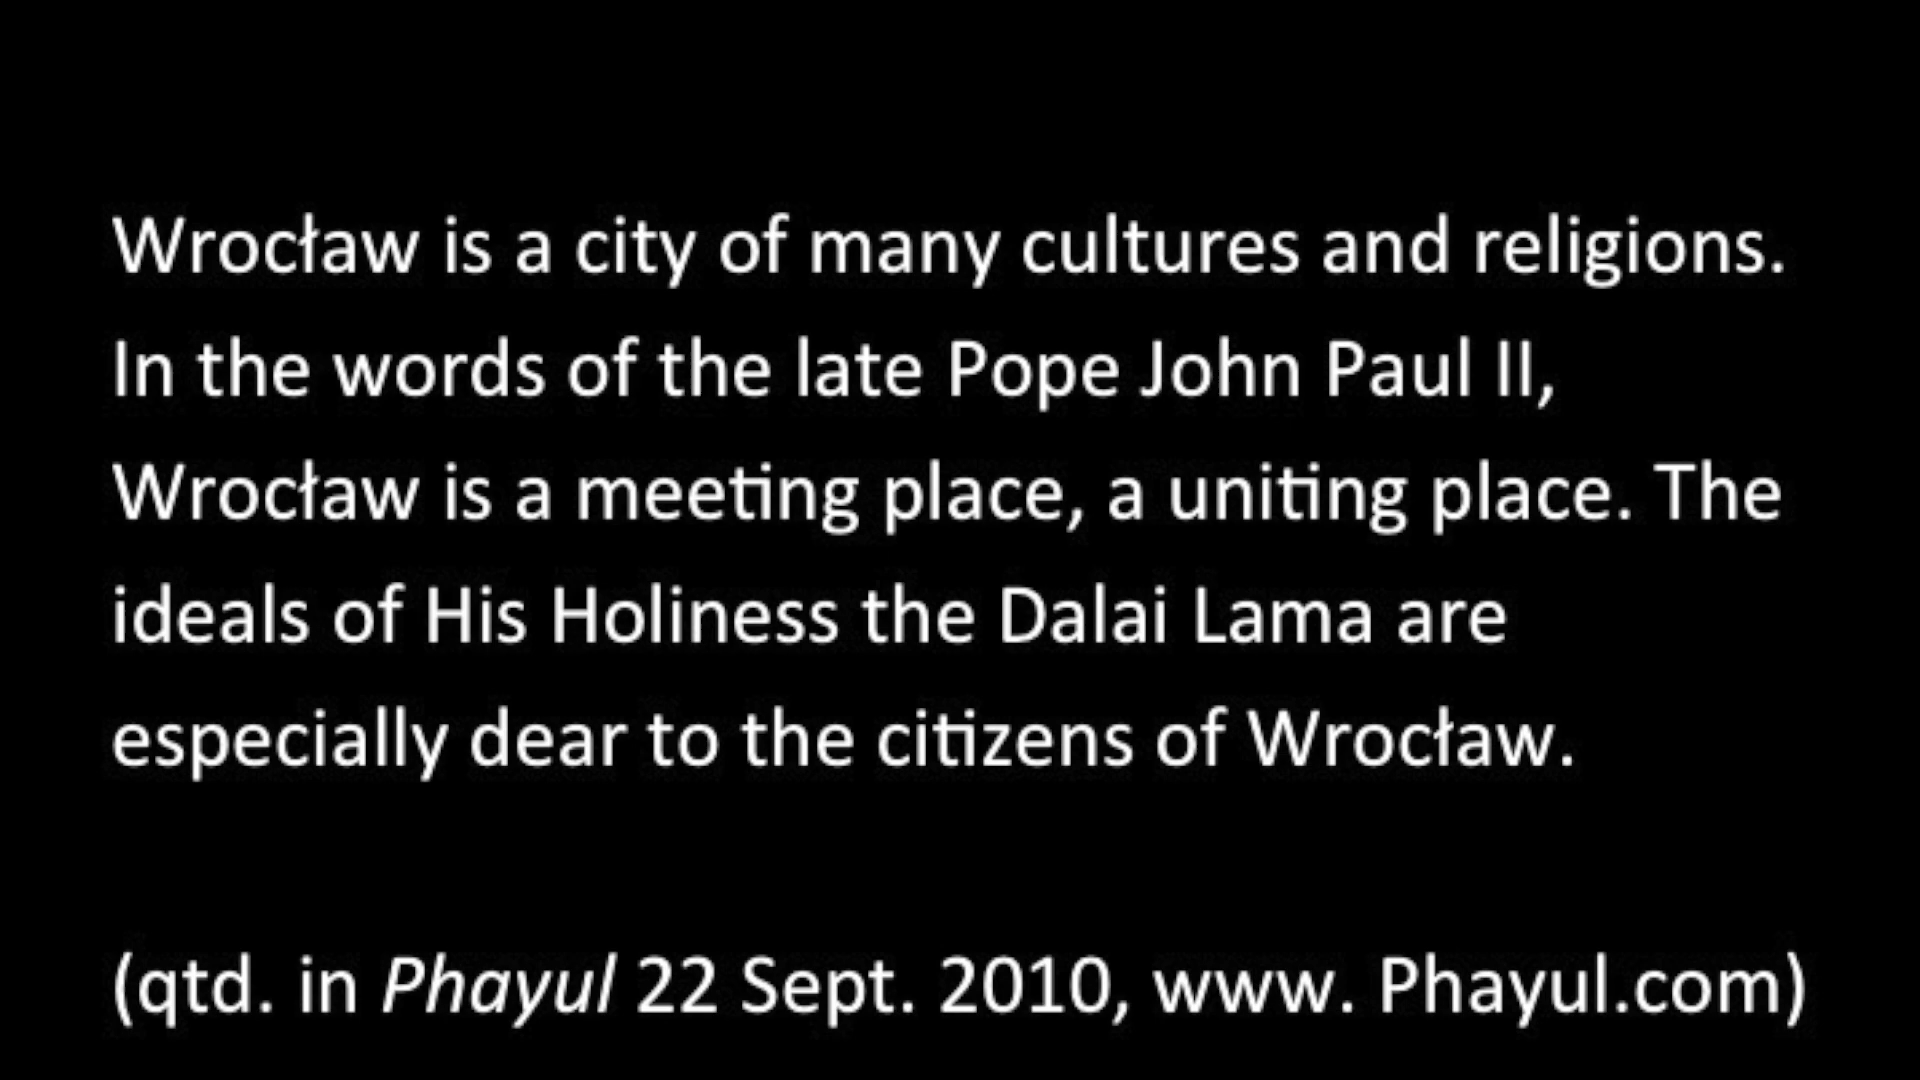 Wrocław is a city of many cultures and religions.
In the words of the late Pope John Paul II,
Wrocław is a meeting place, a uniting place. The
ideals of His Holiness the Dalai Lama are
especially dear to the citizens of Wrocław.
(qtd. in Phayul 22 Sept. 2010, www. Phayul.com)